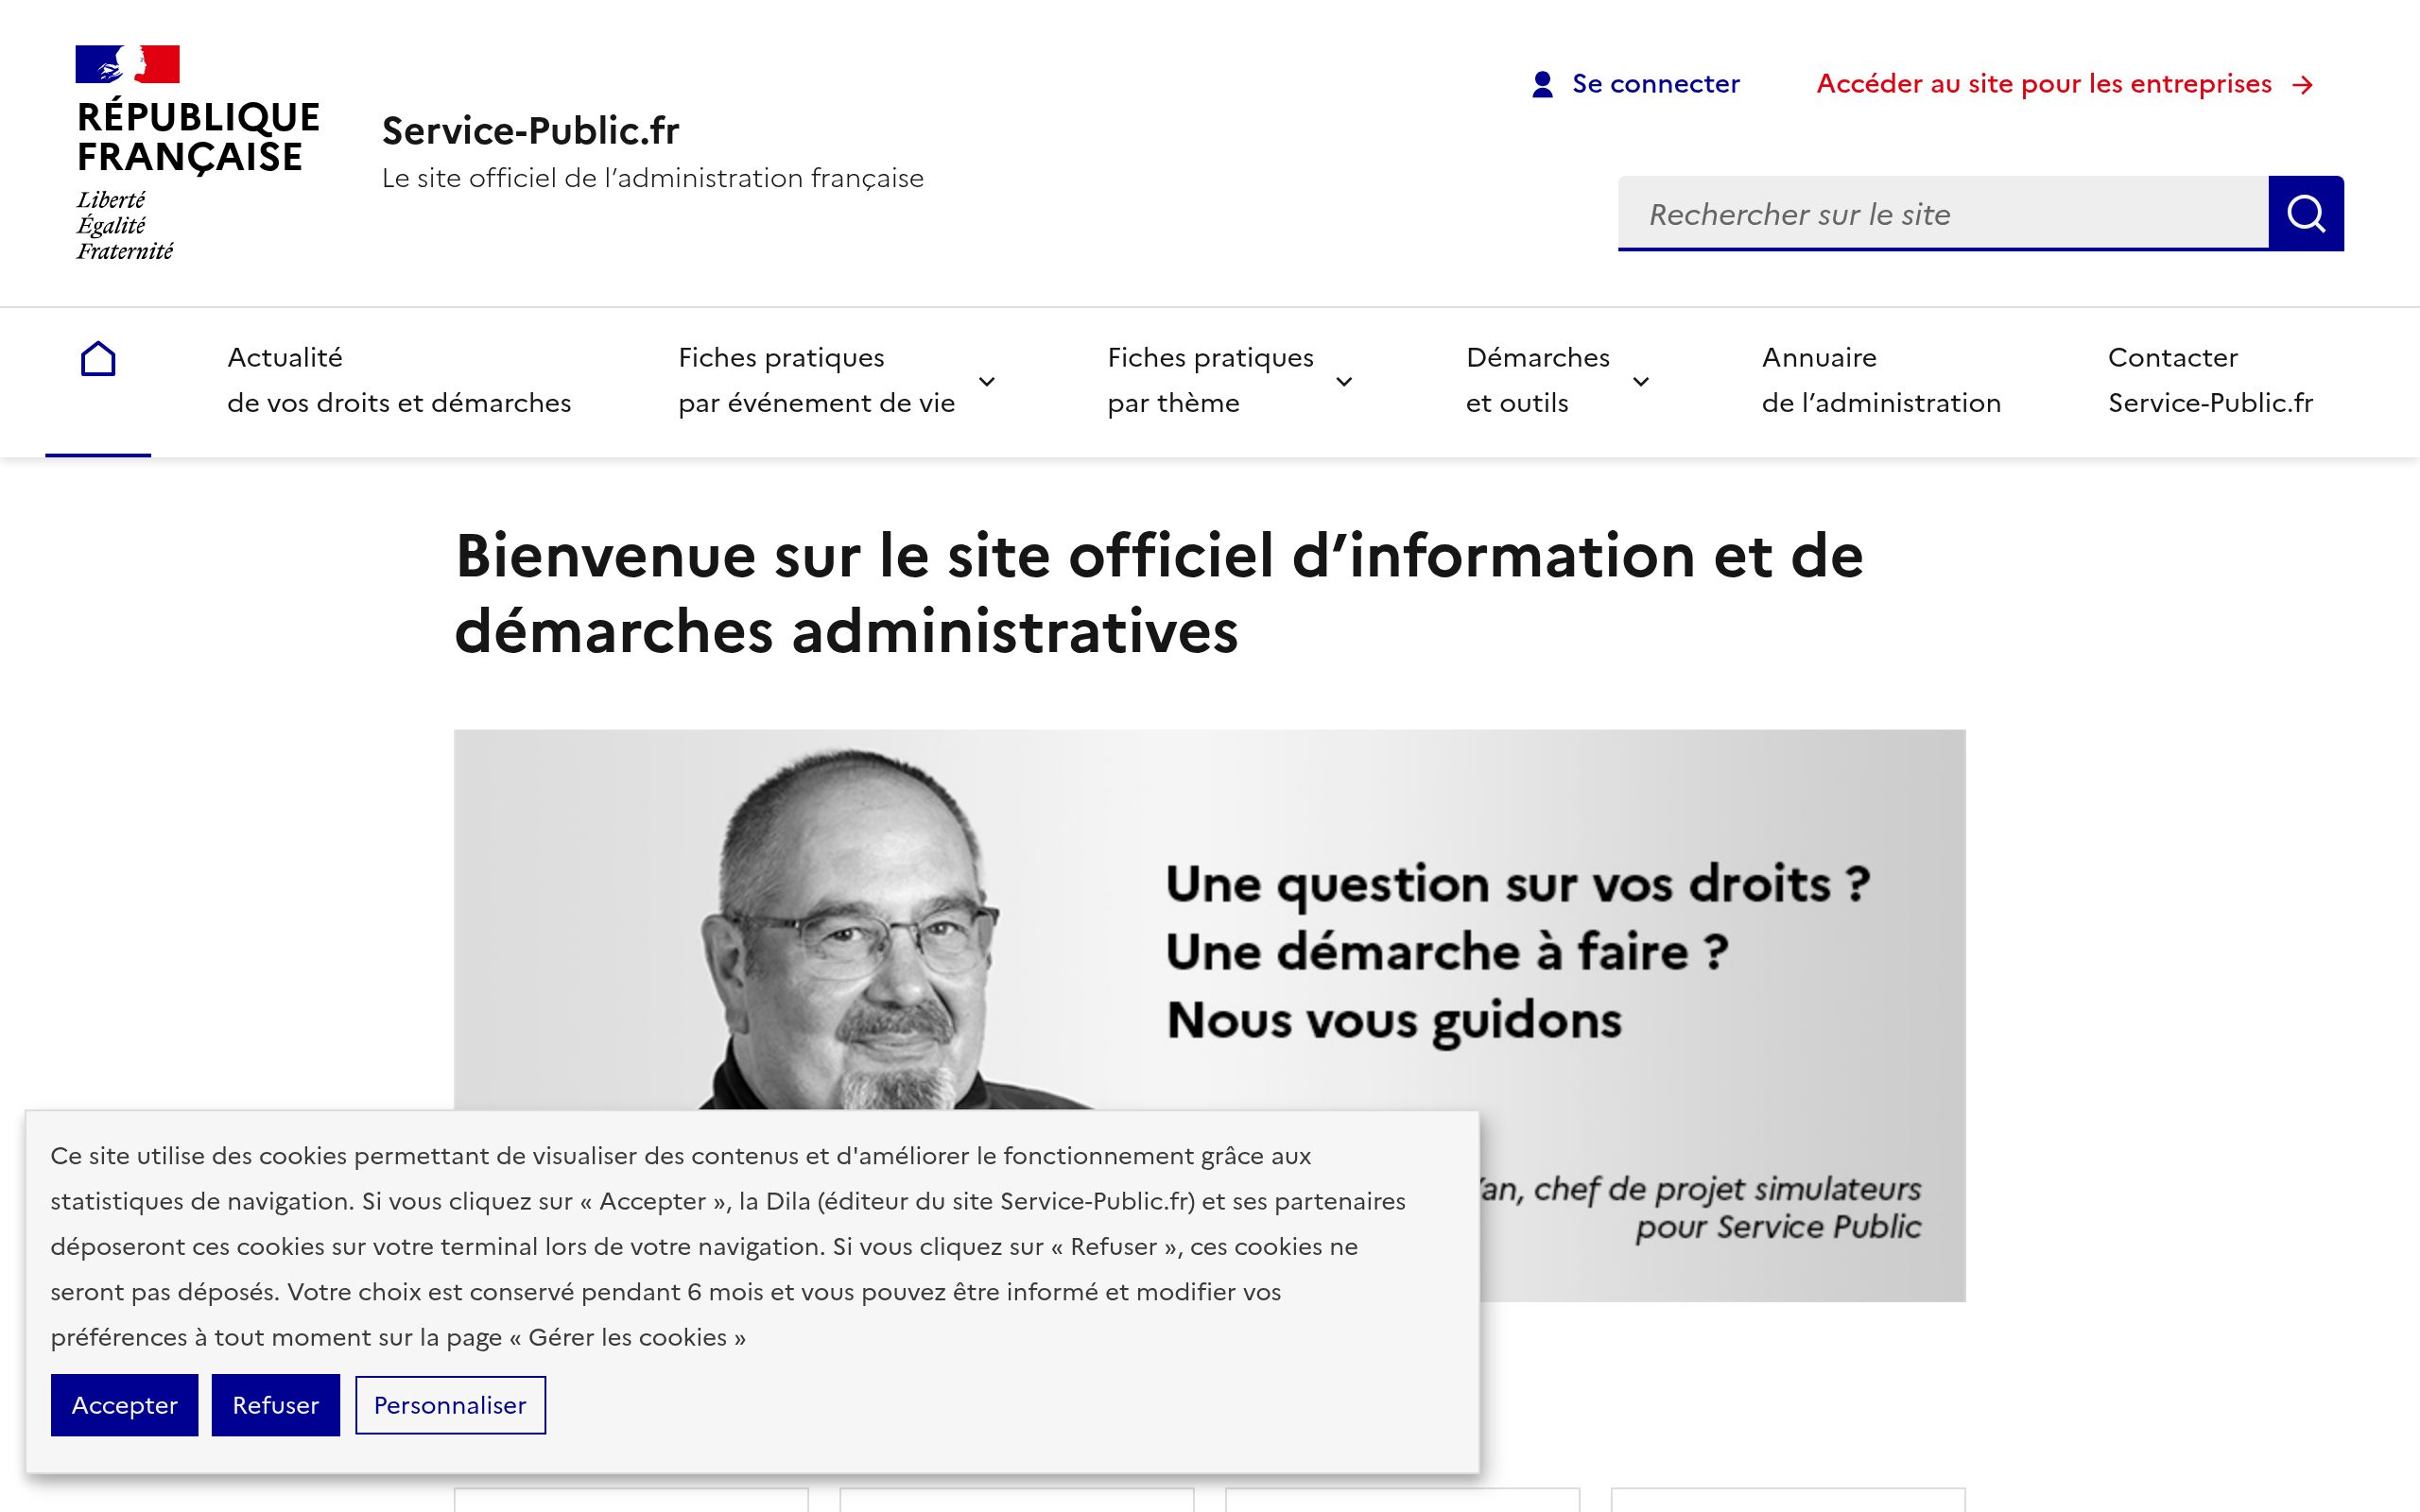 RÉPUBLIQUE
FRANÇAISE
Liberté
Égalité
Fraternité
Service-Public.fr
Le site officiel de l’administration française
Se connecter
Accéder au site pour les entreprises
Rechercher sur le site
Actualité
de vos droits et démarches
Fiches pratiques
par événement de vie
Fiches pratiques
par thème
Démarches
et outils
Annuaire
de l’administration
Contacter
Service-Public.fr
Bienvenue sur le site officiel d’information et de
démarches administratives
Une question sur vos droits ?
Une démarche à faire ?
Nous vous guidons
chef de projet simulateurs
pour Service Public
Ce site utilise des cookies permettant de visualiser des contenus et d'améliorer le fonctionnement grâce aux
statistiques de navigation. Si vous cliquez sur « Accepter », la Dila (éditeur du site Service-Public.fr) et ses partenaires
déposeront ces cookies sur votre terminal lors de votre navigation. Si vous cliquez sur « Refuser », ces cookies ne
seront pas déposés. Votre choix est conservé pendant 6 mois et vous pouvez être informé et modifier vos
préférences à tout moment sur la page « Gérer les cookies »
Accepter
Refuser
Personnaliser